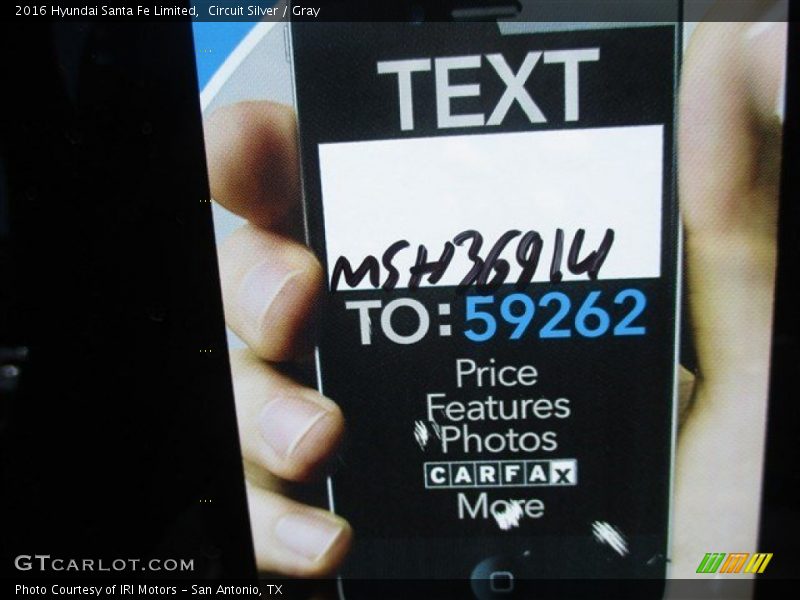 2016 Hyundai Santa Fe Limited,  Circuit Silver / Gray
TEXT
MSH36914
TO: 59262
Price
Features
Photos
CARFAX
More
GTCARLOT.COM
Photo Courtesy of IRI Motors - San Antonio, TX